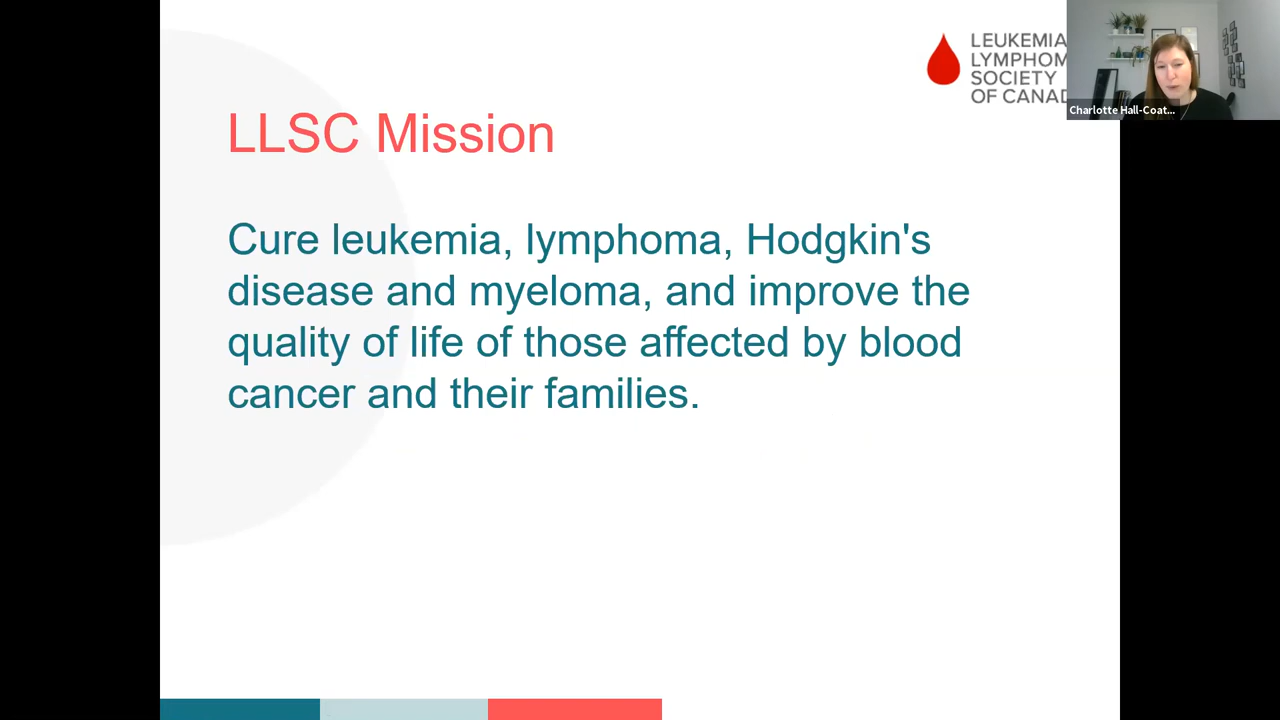 LEUKEMIA
LYMPHOM
SOCIETY
OF CANAD
Charlotte Hall-Coat...
LLSC Mission
Cure leukemia, lymphoma, Hodgkin's
disease and myeloma, and improve the
quality of life of those affected by blood
cancer and their families.